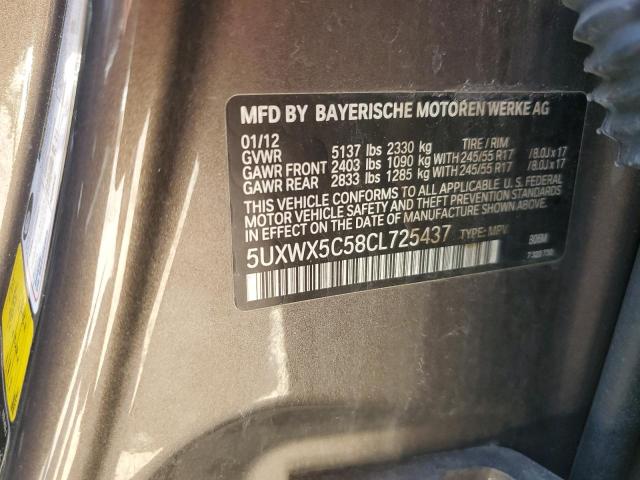 MFD BY BAYERISCHE MOTOREN WERKE AG
01/12 TIRE / RIM
GVWR 5137 lbs 2330 kg
GAWR FRONT 2403 lbs 1090 kg WITH 245/55 R17 /8.0J x 17
GAWR REAR 2833 lbs 1285 kg WITH 245/55 R17 /8.0J x 17
THIS VEHICLE CONFORMS TO ALL APPLICABLE U.S. FEDERAL
MOTOR VEHICLE SAFETY AND THEFT PREVENTION STANDARDS
IN EFFECT ON THE DATE OF MANUFACTURE SHOWN ABOVE.
5UXWX5C58CL725437 TYPE: MPV